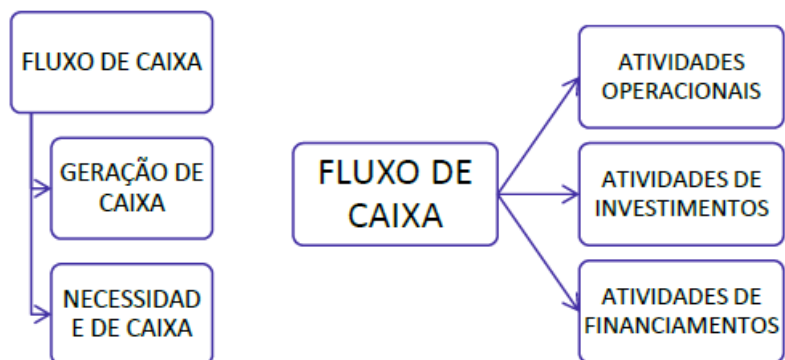 FLUXO DE CAIXA
GERAÇÃO DE
CAIXA
NECESSIDAD
E DE CAIXA
FLUXO DE
CAIXA
ATIVIDADES
OPERACIONAIS
ATIVIDADES DE
INVESTIMENTOS
ATIVIDADES DE
FINANCIAMENTOS